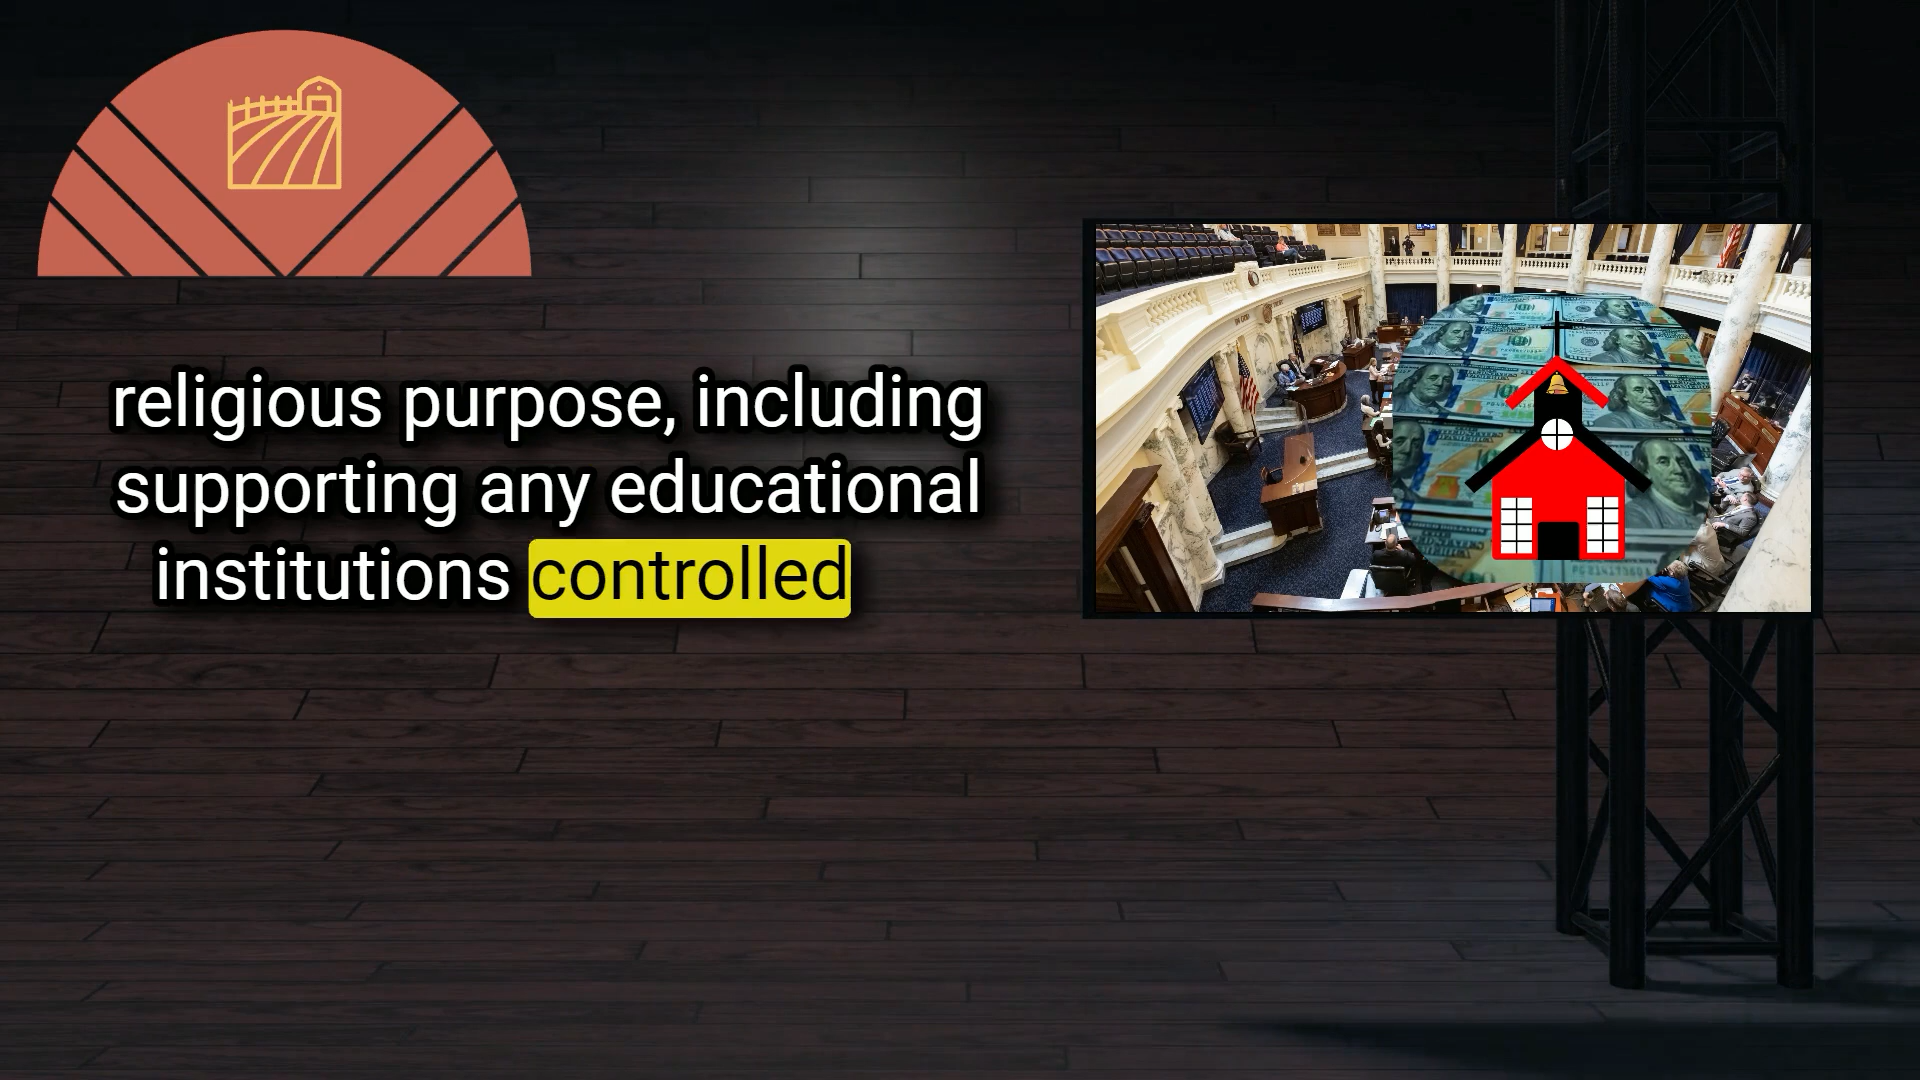 religious purpose, including
supporting any educational
institutions controlled